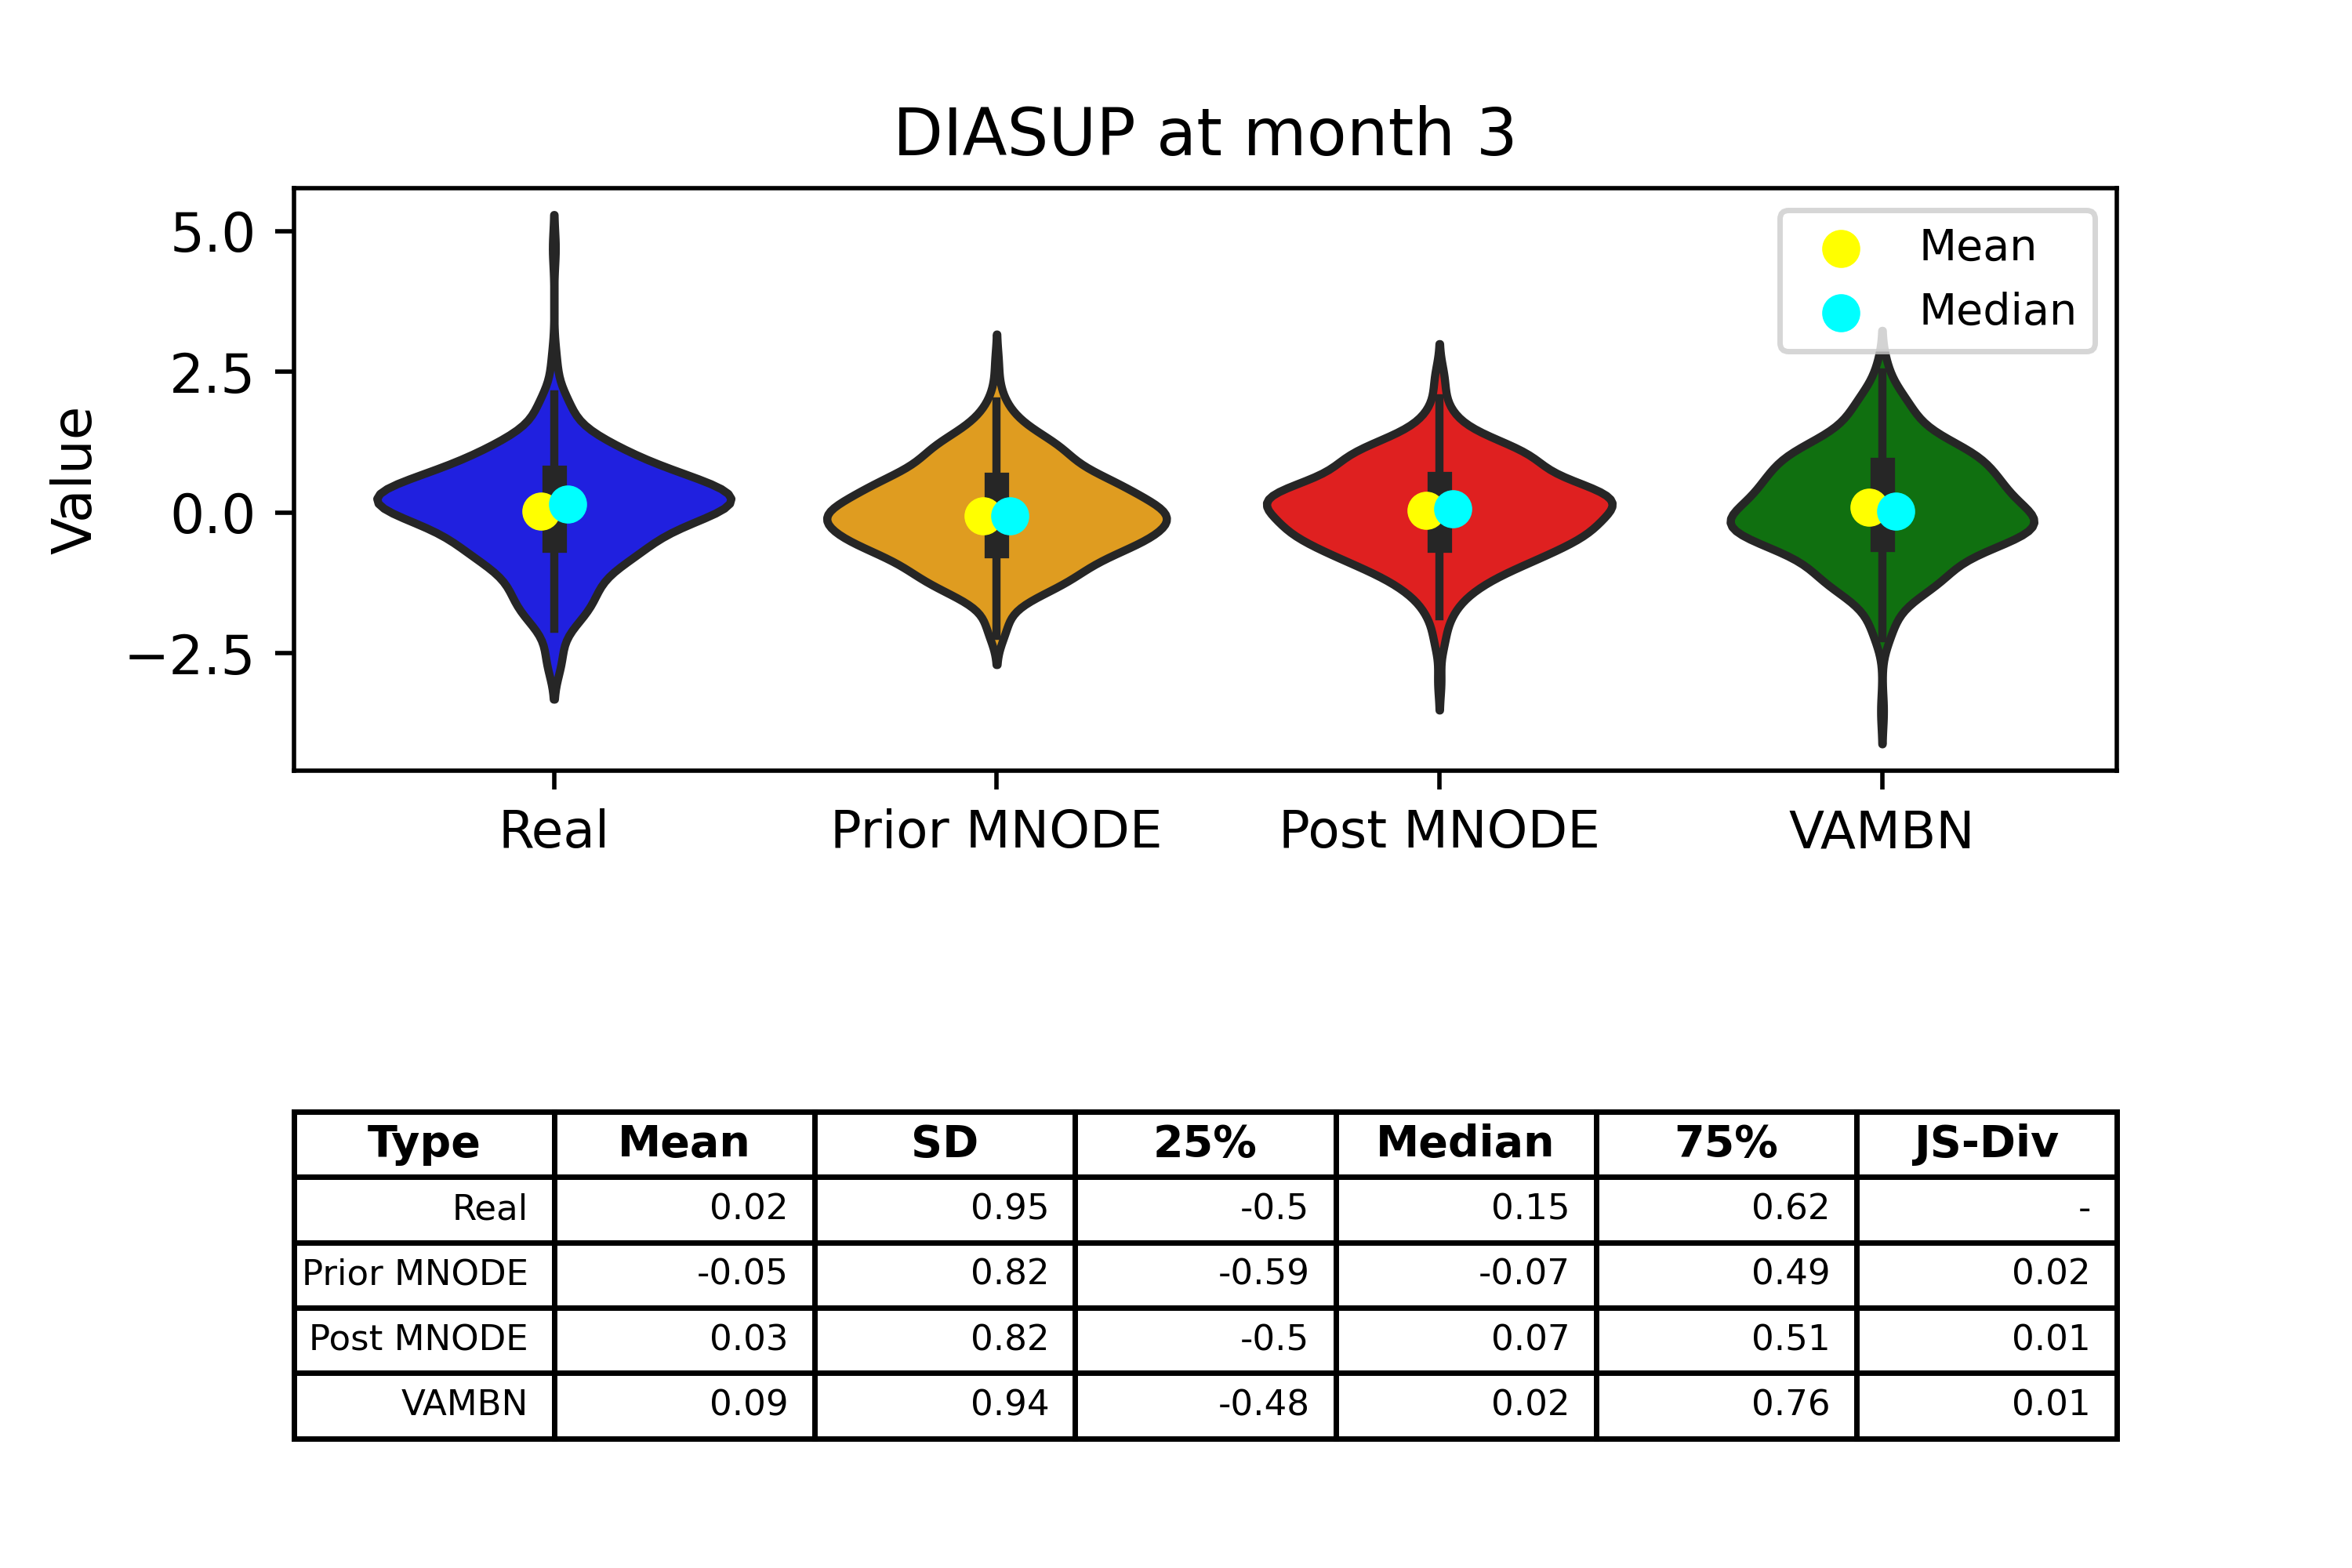 DIASUP at month 3
Value
5.0
2.5
0.0
−2.5
Mean
Median
Real Prior MNODE Post MNODE VAMBN
Type Mean SD 25% Median 75% JS-Div
Real 0.02 0.95 -0.5 0.15 0.62 -
Prior MNODE -0.05 0.82 -0.59 -0.07 0.49 0.02
Post MNODE 0.03 0.82 -0.5 0.07 0.51 0.01
VAMBN 0.09 0.94 -0.48 0.02 0.76 0.01